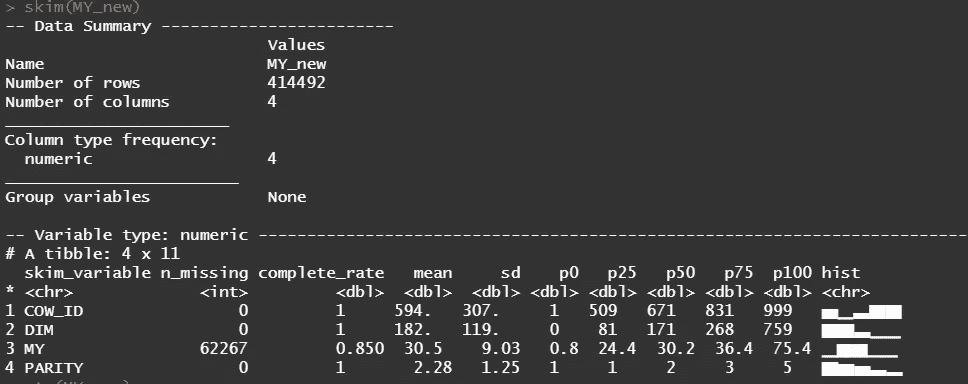 > skim(MY_new)
-- Data Summary ------------------------
Values
Name MY_new
Number of rows 414492
Number of columns 4
_______________________
Column type frequency:
numeric 4
________________________
Group variables None
-- Variable type: numeric ------------------------------------------------------------------------
# A tibble: 4 x 11
skim_variable n_missing complete_rate mean sd p0 p25 p50 p75 p100 hist
* <chr> <int> <dbl> <dbl> <dbl> <dbl> <dbl> <dbl> <dbl> <dbl> <chr>
1 COW_ID 0 1 594. 307. 1 509 671 831 999 ▅▁▃▇▇
2 DIM 0 1 182. 119. 0 81 171 268 759 ▇▇▃▁▁
3 MY 62267 0.850 30.5 9.03 0.8 24.4 30.2 36.4 75.4 ▁▇▇▁▁
4 PARITY 0 1 2.28 1.25 1 1 2 3 5 ▇▆▅▂▂